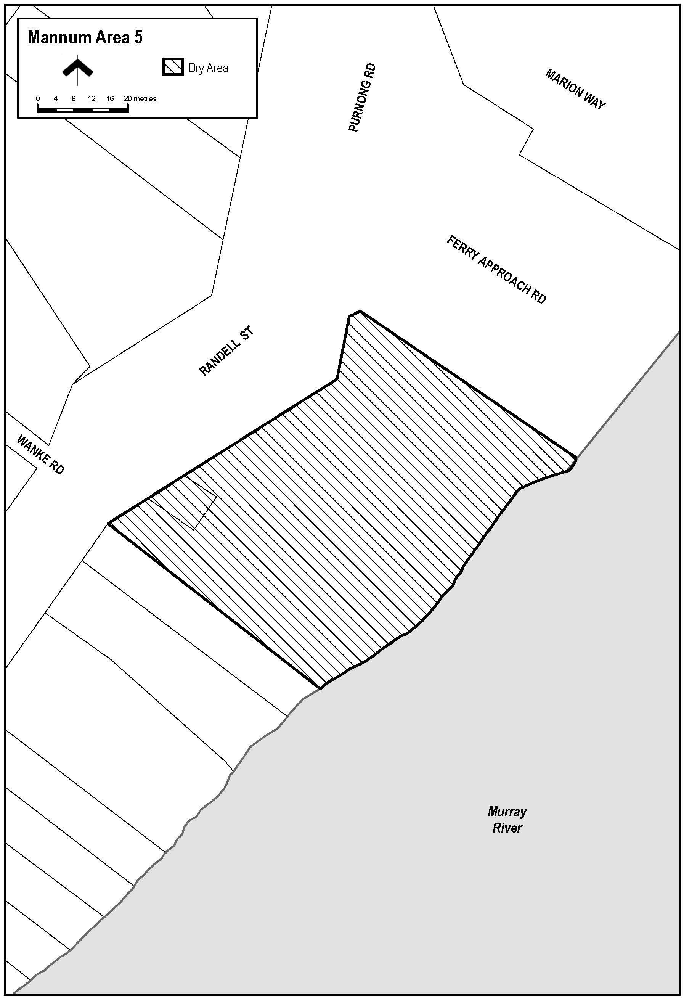 Mannum Area 5
Dry Area
0 4 8 12 16 20 metres
PURNONG RD
MARION WAY
FERRY APPROACH RD
RANDELL ST
WANKE RD
Murray
River